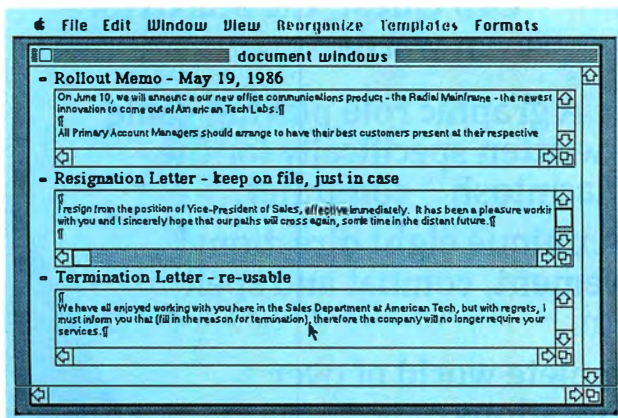 File Edit Window View Reorganize Templates Formats
document windows
- Rollout Memo - May 19, 1986
On June 10, we will announce our new office communications product - the Radial Mainframe - the newest
innovation to come out of American Tech Labs.¶
¶
All Primary Account Managers should arrange to have their best customers present at their respective
- Resignation Letter - keep on file, just in case
¶
I resign from the position of Vice-President of Sales, effective immediately. It has been a pleasure workin
with you and I sincerely hope that our paths will cross again, some time in the distant future.¶
¶
- Termination Letter - re-usable
¶
We have all enjoyed working with you here in the Sales Department at American Tech, but with regrets, I
must inform you that (fill in the reason for termination), therefore the company will no longer require your
services.¶